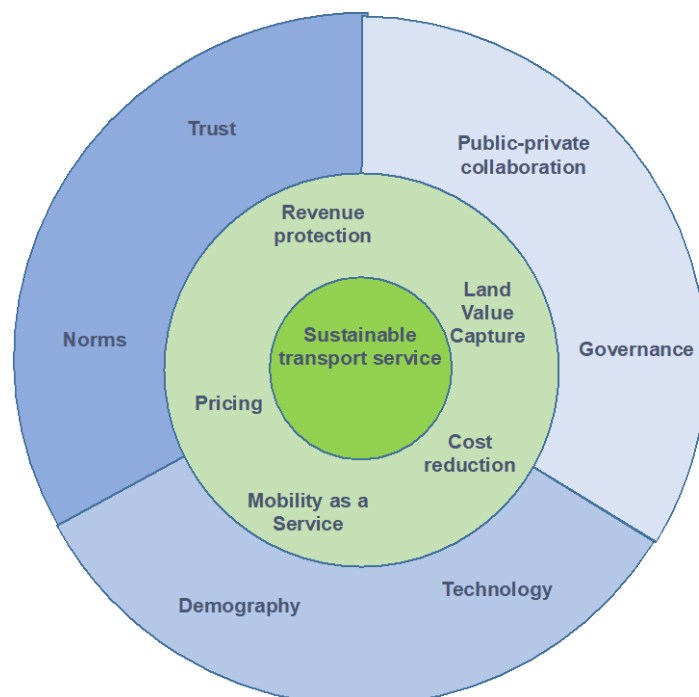 Trust
Public-private
collaboration
Revenue
protection
Land
Value
Capture
Sustainable
transport service
Norms
Governance
Pricing
Cost
reduction
Mobility as a
Service
Technology
Demography